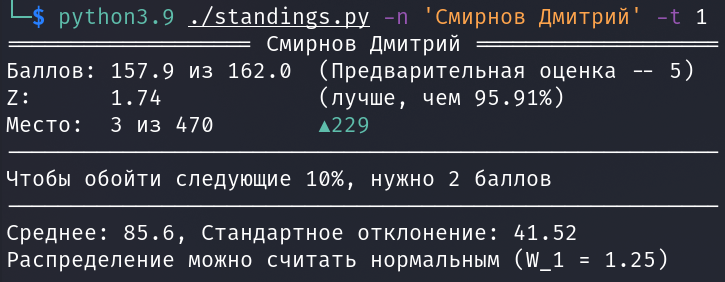 └─$ python3.9 ./standings.py -n 'Смирнов Дмитрий' -t 1
================== Смирнов Дмитрий ==================
Баллов: 157.9 из 162.0 (Предварительная оценка -- 5)
Z: 1.74 (лучше, чем 95.91%)
Место: 3 из 470 ▲229
Чтобы обойти следующие 10%, нужно 2 баллов
Среднее: 85.6, Стандартное отклонение: 41.52
Распределение можно считать нормальным (W_1 = 1.25)